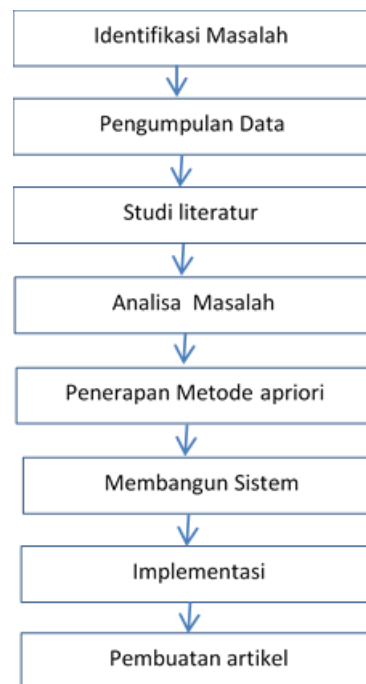 Identifikasi Masalah
Pengumpulan Data
Studi literatur
Analisa Masalah
Penerapan Metode apriori
Membangun Sistem
Implementasi
Pembuatan artikel